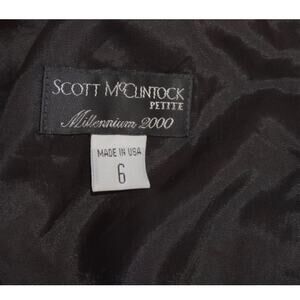 SCOTT McCLINTOCK
PETITE
Millennium 2000
MADE IN USA
6